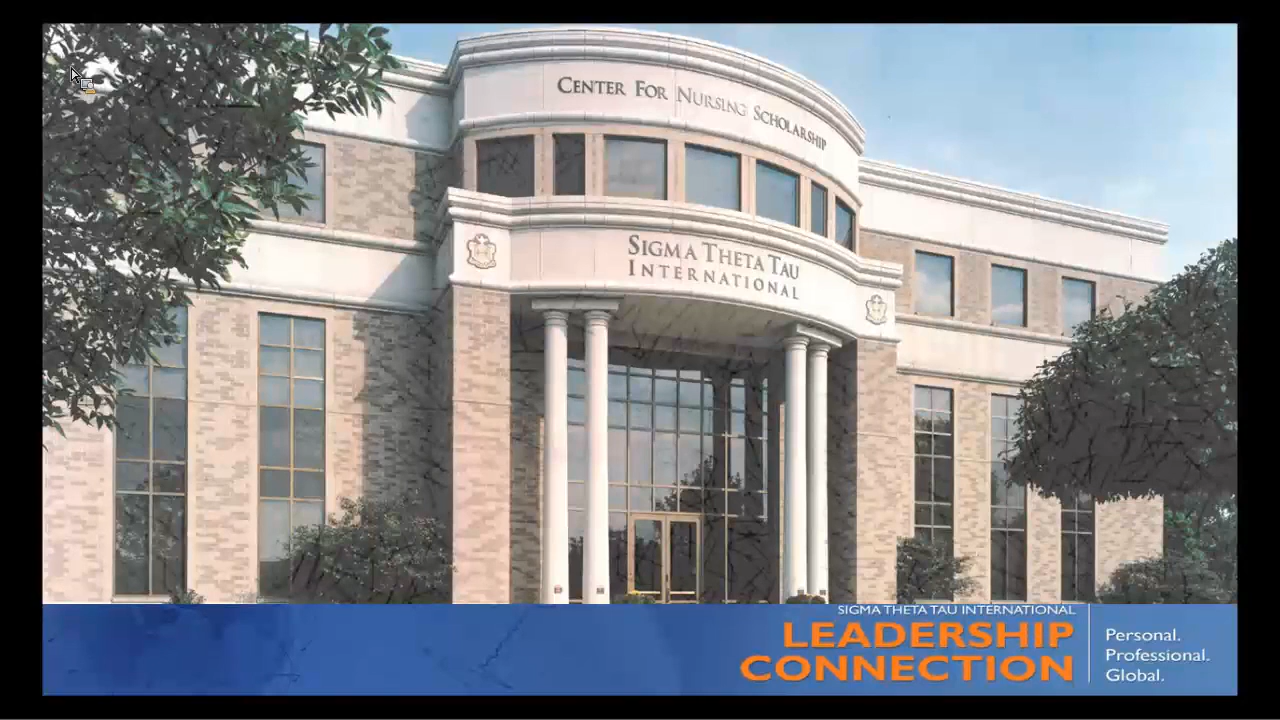 CENTER FOR NURSING SCHOLARSHIP
SIGMA THETA TAU
INTERNATIONAL
SIGMA THETA TAU INTERNATIONAL
LEADERSHIP
CONNECTION
Personal.
Professional.
Global.